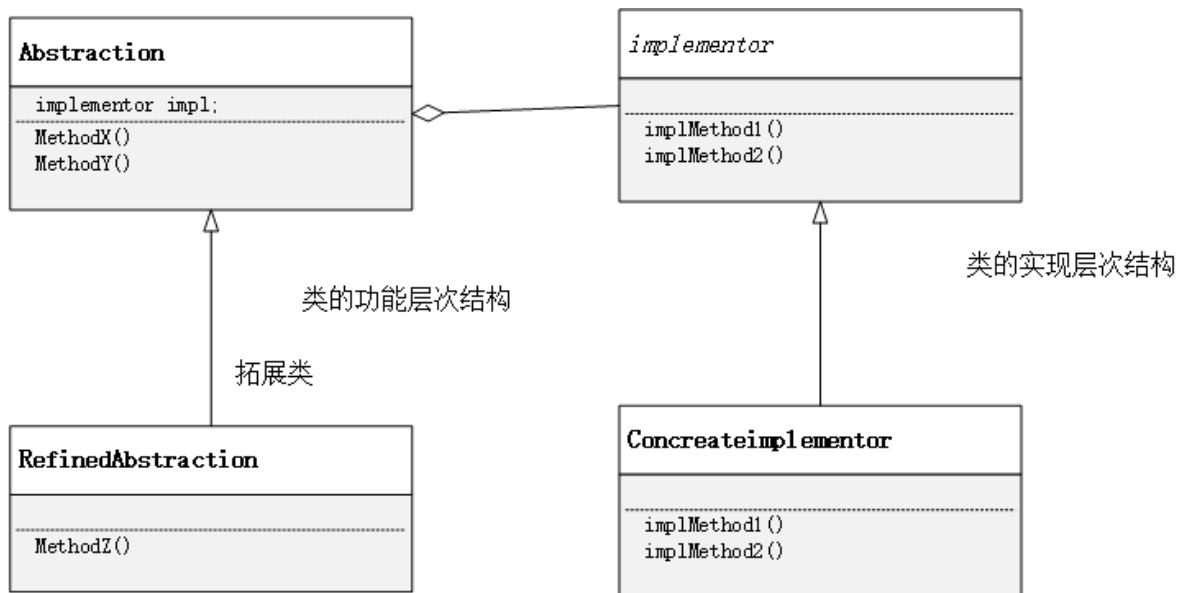 Abstraction
implementor impl;
MethodX()
MethodY()
implementor
implMethod1()
implMethod2()
类的功能层次结构
类的实现层次结构
拓展类
RefinedAbstraction
MethodZ()
Concreateimplementor
implMethod1()
implMethod2()